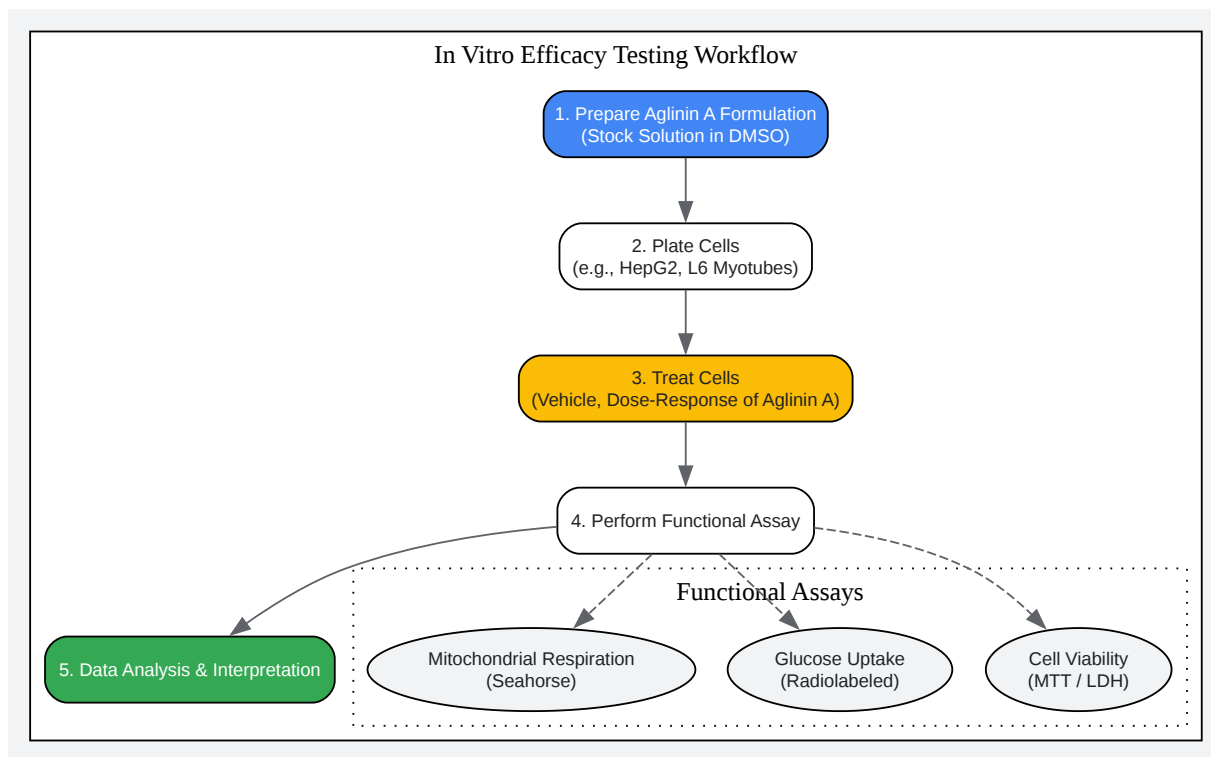 In Vitro Efficacy Testing Workflow
1. Prepare Aglinin A Formulation
(Stock Solution in DMSO)
2. Plate Cells
(e.g., HepG2, L6 Myotubes)
3. Treat Cells
(Vehicle, Dose-Response of Aglinin A)
4. Perform Functional Assay
Functional Assays
5. Data Analysis & Interpretation
Mitochondrial Respiration
(Seahorse)
Glucose Uptake
(Radiolabeled)
Cell Viability
(MTT / LDH)